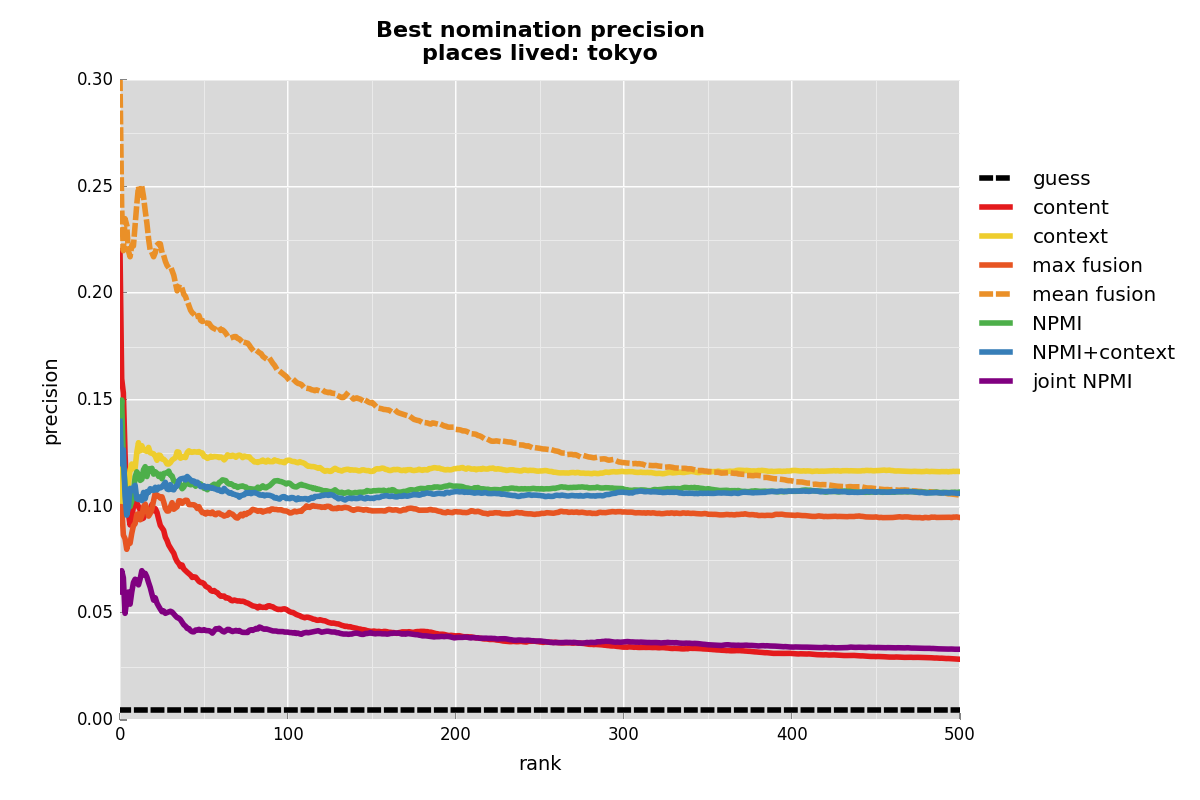 Best nomination precision
places lived: tokyo
0.30
0.25
0.20
0.15
0.10
0.05
0.00
precision
0 100 200 300 400 500
rank
guess
content
context
max fusion
mean fusion
NPMI
NPMI+context
joint NPMI